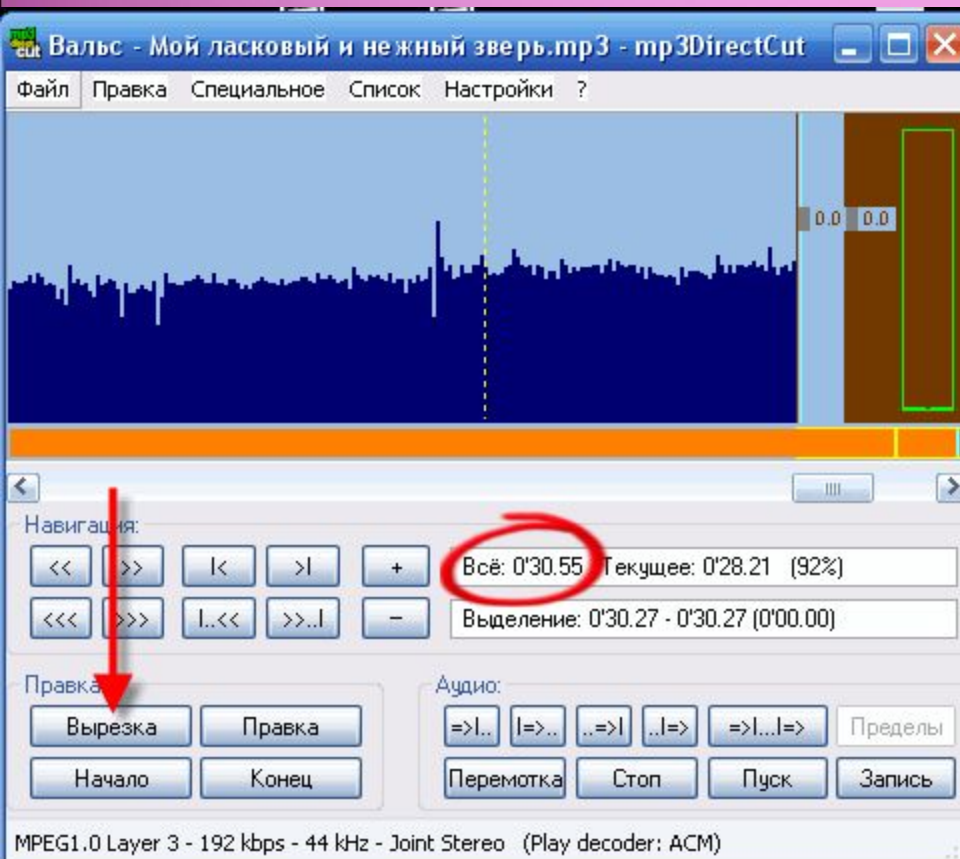 Вальс - Мой ласковый и нежный зверь.mp3 - mp3DirectCut
Файл Правка Специальное Список Настройки ?
0.0 0.0
Навигация:
<< >> |< >| + Всё: 0'30.55 Текущее: 0'28.21 (92%)
<<< >>> |..<< >>..| – Выделение: 0'30.27 - 0'30.27 (0'00.00)
Правка Аудио:
Вырезка Правка =>|.. |=>.. ..=>| ..|=> =>|...|=> Пределы
Начало Конец Перемотка Стоп Пуск Запись
MPEG1.0 Layer 3 - 192 kbps - 44 kHz - Joint Stereo (Play decoder: ACM)